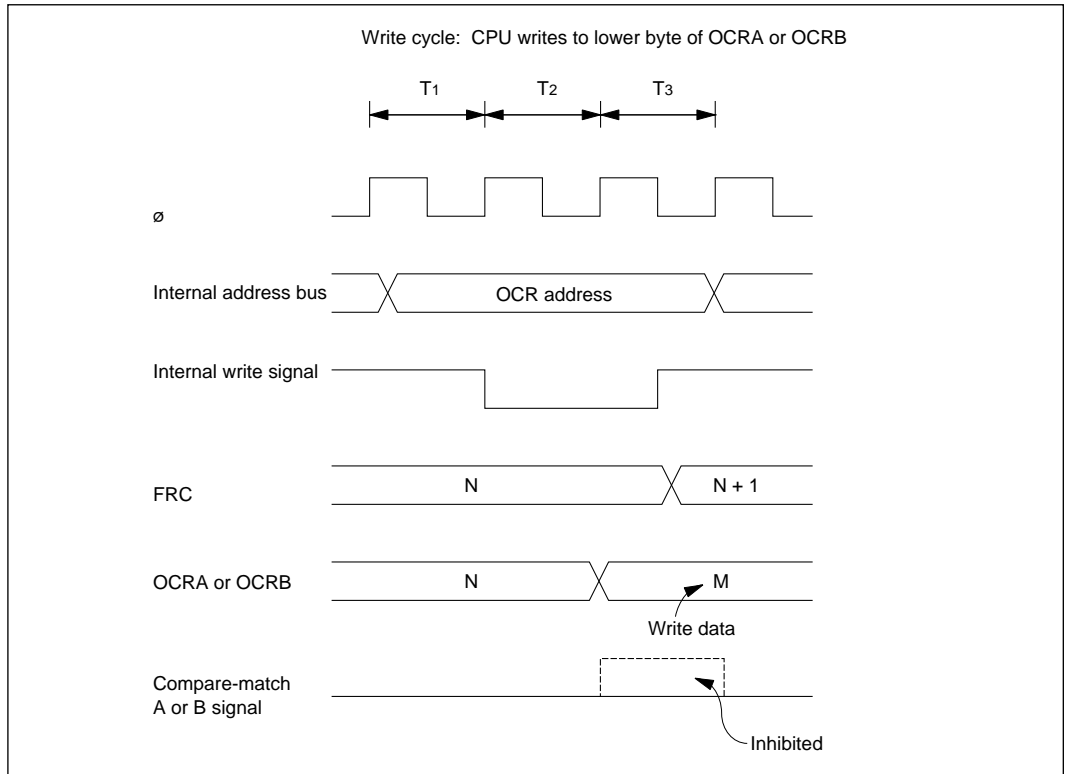 Write cycle: CPU writes to lower byte of OCRA or OCRB
T1 T2 T3
ø
Internal address bus
OCR address
Internal write signal
FRC
N
N + 1
OCRA or OCRB
N
M
Write data
Compare-match
A or B signal
Inhibited